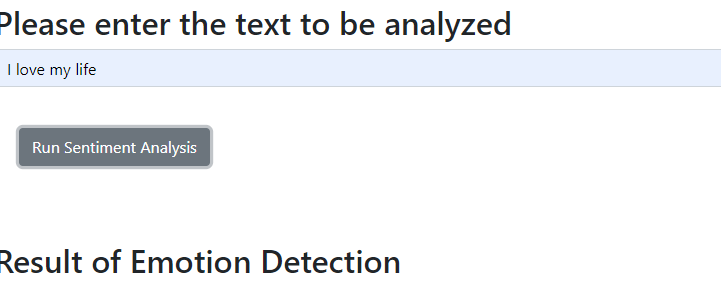 Please enter the text to be analyzed
I love my life
Run Sentiment Analysis
Result of Emotion Detection